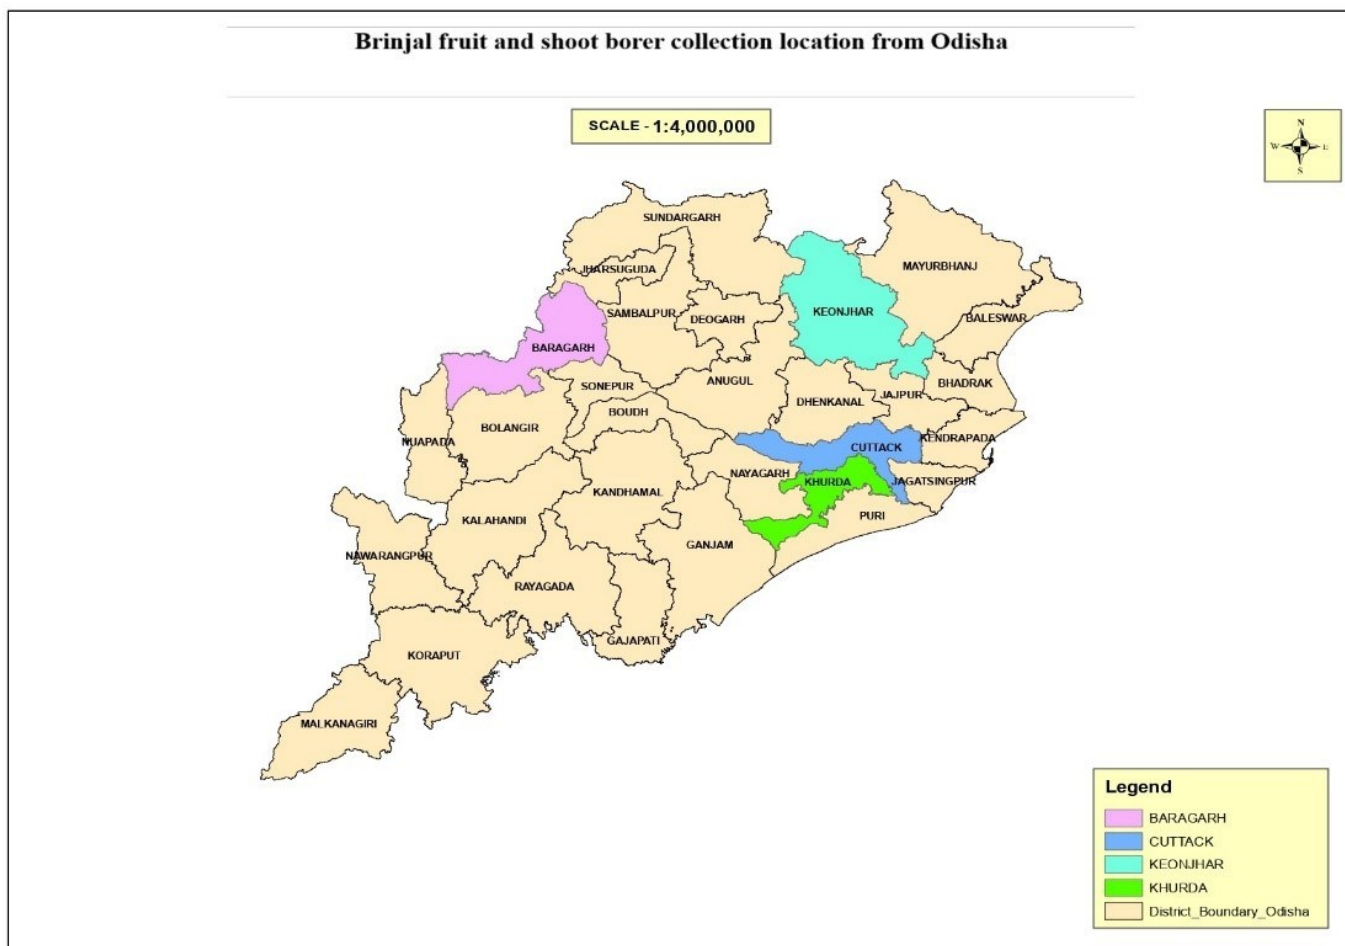 Brinjal fruit and shoot borer collection location from Odisha
SCALE - 1:4,000,000
N
W E
S
SUNDARGARH
JHARSUGUDA
MAYURBHANJ
KEONJHAR
SAMBALPUR
DEOGARH
BALESWAR
BARAGARH
SONEPUR
ANUGUL
BHADRAK
JAJPUR
DHENKANAL
BOUDH
BOLANGIR
NUAPADA
KENDRAPADA
CUTTACK
NAYAGARH
KHURDA
JAGATSINGPUR
KANDHAMAL
PURI
KALAHANDI
GANJAM
NAWARANGPUR
RAYAGADA
GAJAPATI
KORAPUT
MALKANAGIRI
Legend
BARAGARH
CUTTACK
KEONJHAR
KHURDA
District_Boundary_Odisha